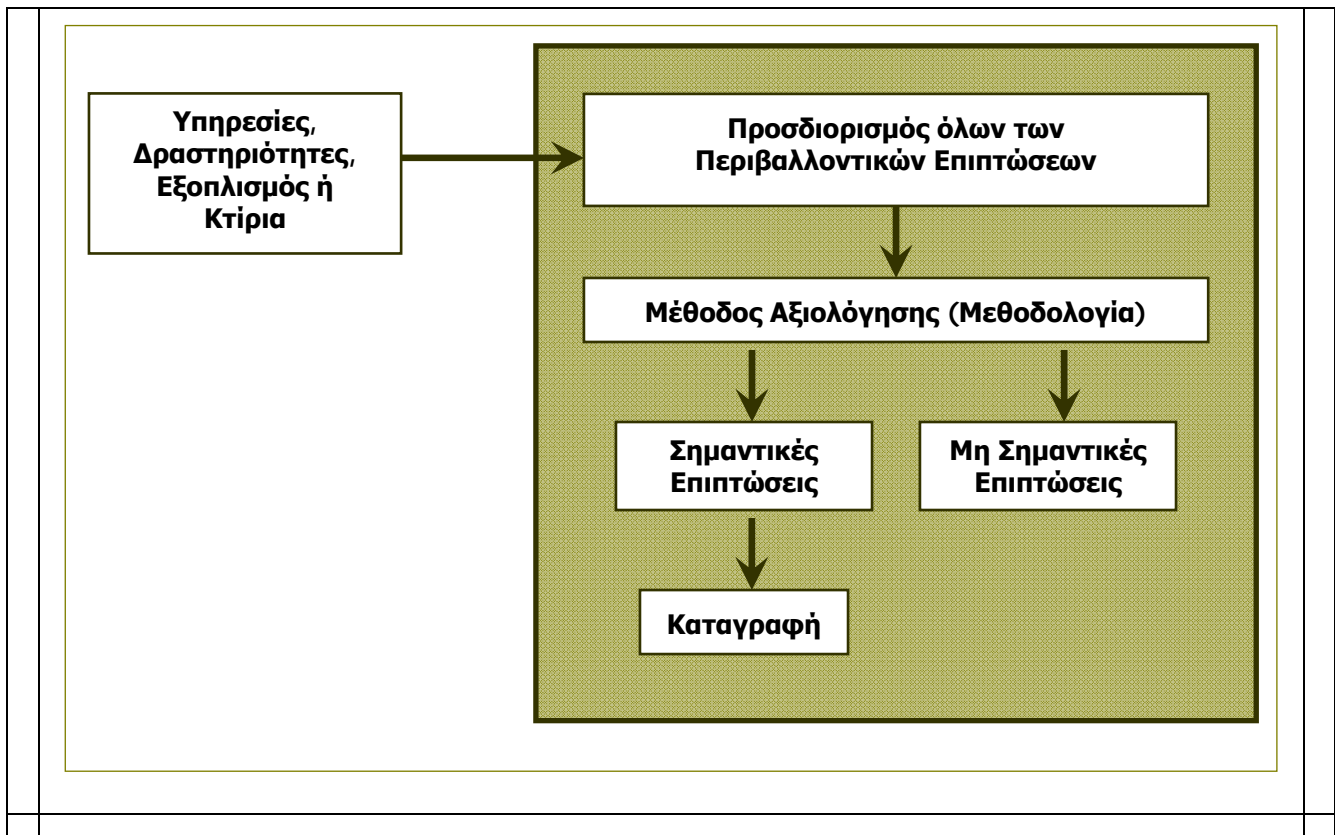 Υπηρεσίες,
Δραστηριότητες,
Εξοπλισμός ή
Κτίρια
Προσδιορισμός όλων των
Περιβαλλοντικών Επιπτώσεων
Μέθοδος Αξιολόγησης (Μεθοδολογία)
Σημαντικές
Επιπτώσεις
Μη Σημαντικές
Επιπτώσεις
Καταγραφή